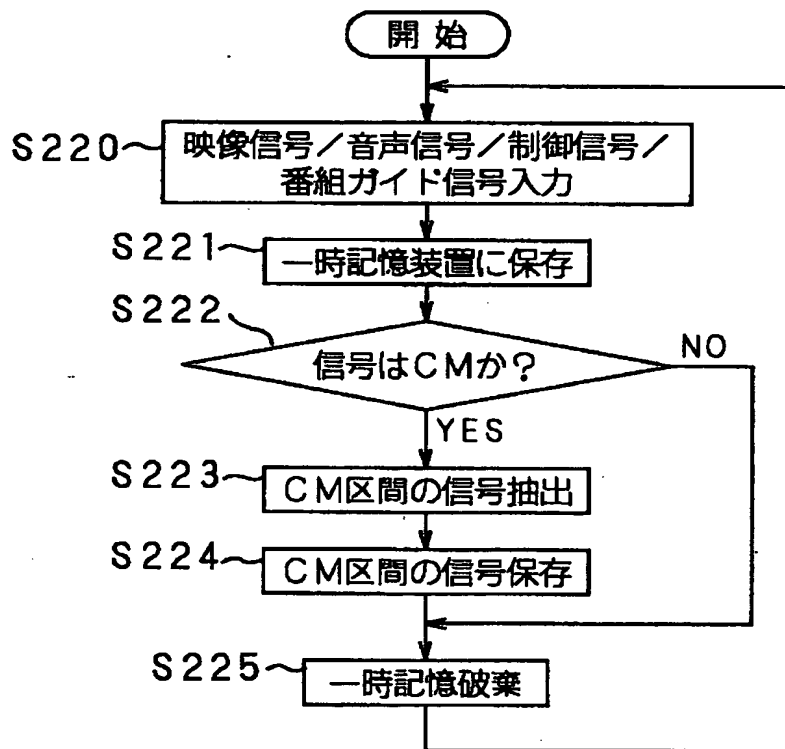 開始
S220
映像信号／音声信号／制御信号／
番組ガイド信号入力
S221
一時記憶装置に保存
S222
信号はCMか?
NO
YES
S223
CM区間の信号抽出
S224
CM区間の信号保存
S225
一時記憶破棄